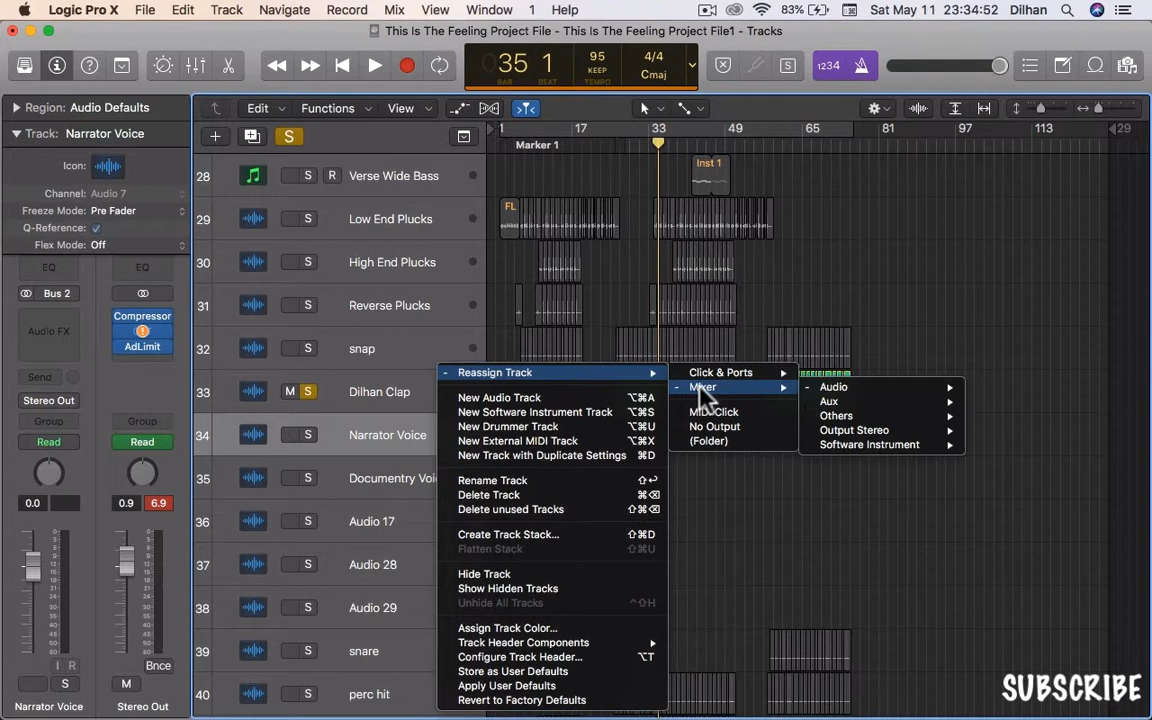 Logic Pro X File Edit Track Navigate Record Mix View Window 1 Help 83% Sat May 11 23:34:52 Dilhan
This Is The Feeling Project File - This Is The Feeling Project File1 - Tracks
35 1 95 4/4
BAR BEAT KEEP TEMPO Cmaj
1234
Region: Audio Defaults
Track: Narrator Voice
Icon:
Channel: Audio 7
Freeze Mode: Pre Fader
Q-Reference:
Flex Mode: Off
EQ EQ
Bus 2 Compressor
Audio FX AdLimit
Send
Stereo Out
Group Group
Read Read
0.0 0.9 6.9
I R Bnce
S M
Narrator Voice Stereo Out
Edit Functions View
S
1 17 33 49 65 81 97 113 129
Marker 1
28 S R Verse Wide Bass Inst 1
29 S Low End Plucks FL
30 S High End Plucks
31 S Reverse Plucks
32 S snap
33 M S Dilhan Clap
34 S Narrator Voice
35 S Documentry Voi
36 S Audio 17
37 S Audio 28
38 S Audio 29
39 S snare
40 S perc hit
Reassign Track
New Audio Track ⌥⌘A
New Software Instrument Track ⌥⌘S
New Drummer Track ⌥⌘U
New External MIDI Track ⌥⌘X
New Track with Duplicate Settings ⌘D
Rename Track ⇧↩
Delete Track ⌘⌫
Delete unused Tracks ⇧⌘⌫
Create Track Stack... ⇧⌘D
Flatten Stack ⇧⌘U
Hide Track
Show Hidden Tracks
Unhide All Tracks ^⇧H
Assign Track Color...
Track Header Components
Configure Track Header... ⌥T
Store as User Defaults
Apply User Defaults
Revert to Factory Defaults
Click & Ports
Mixer
MIDI Click
No Output
(Folder)
Audio
Aux
Others
Output Stereo
Software Instrument
SUBSCRIBE